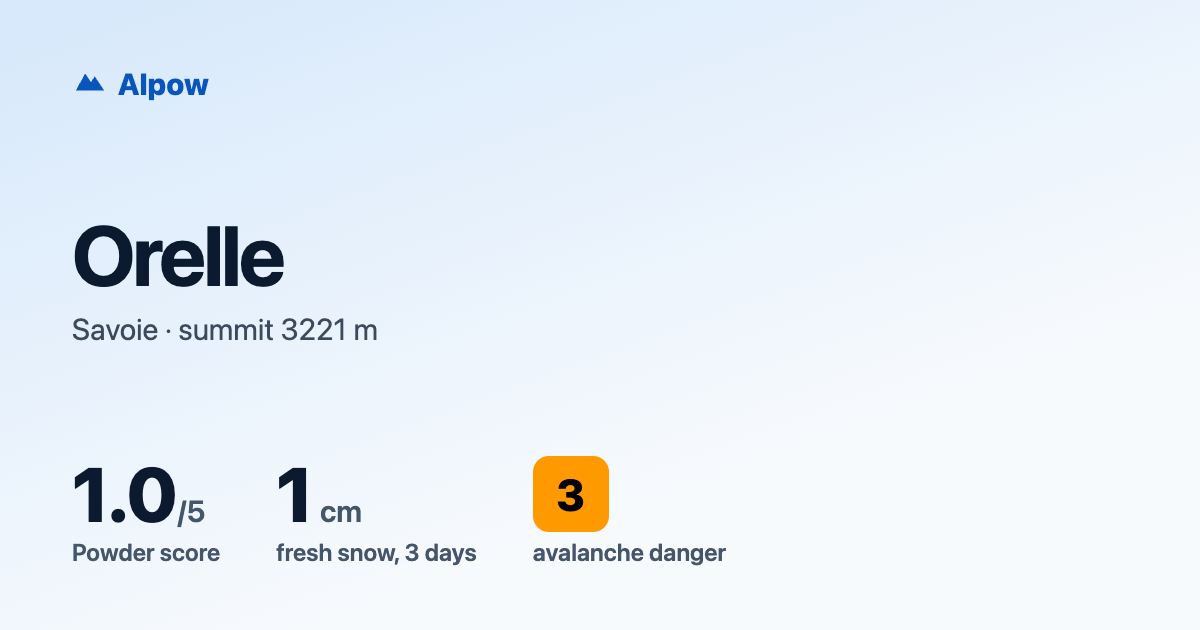 Alpow
Orelle
Savoie · summit 3221 m
1.0/5
Powder score
1 cm
fresh snow, 3 days
3
avalanche danger